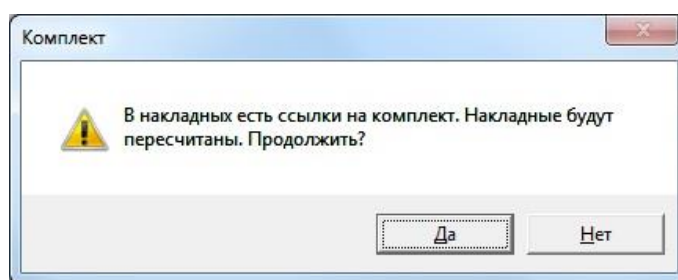 Комплект
В накладных есть ссылки на комплект. Накладные будут
пересчитаны. Продолжить?
Да
Нет